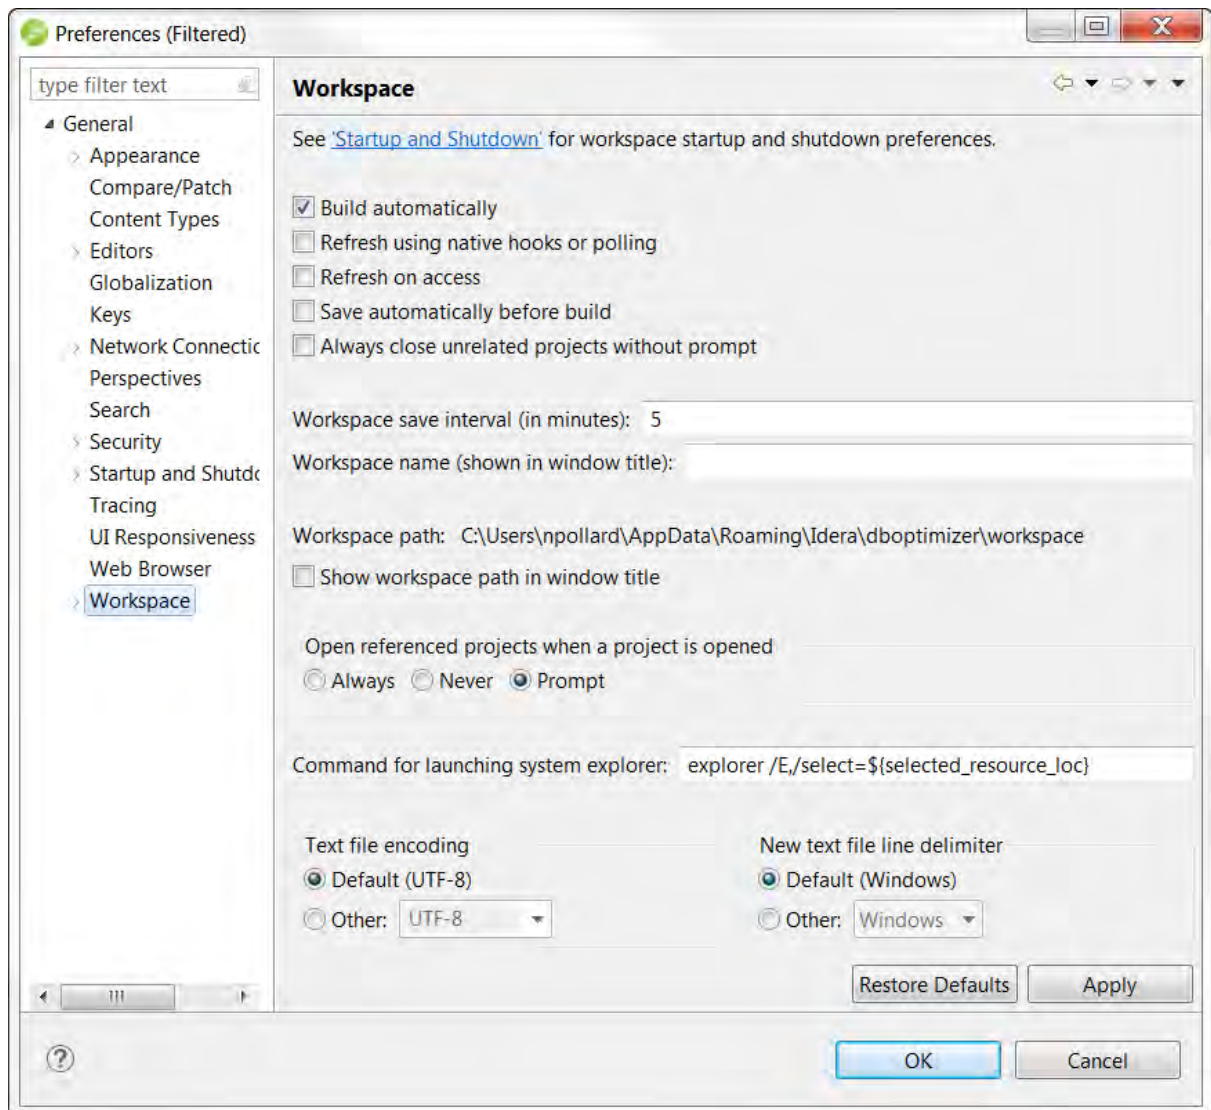 Preferences (Filtered)
type filter text
General
Appearance
Compare/Patch
Content Types
Editors
Globalization
Keys
Network Connectic
Perspectives
Search
Security
Startup and Shutdo
Tracing
UI Responsiveness
Web Browser
Workspace
Workspace
See 'Startup and Shutdown' for workspace startup and shutdown preferences.
Build automatically
Refresh using native hooks or polling
Refresh on access
Save automatically before build
Always close unrelated projects without prompt
Workspace save interval (in minutes): 5
Workspace name (shown in window title):
Workspace path: C:\Users\npollard\AppData\Roaming\Idera\dboptimizer\workspace
Show workspace path in window title
Open referenced projects when a project is opened
Always Never Prompt
Command for launching system explorer: explorer /E,/select=${selected_resource_loc}
Text file encoding
Default (UTF-8)
Other: UTF-8
New text file line delimiter
Default (Windows)
Other: Windows
Restore Defaults Apply
OK Cancel